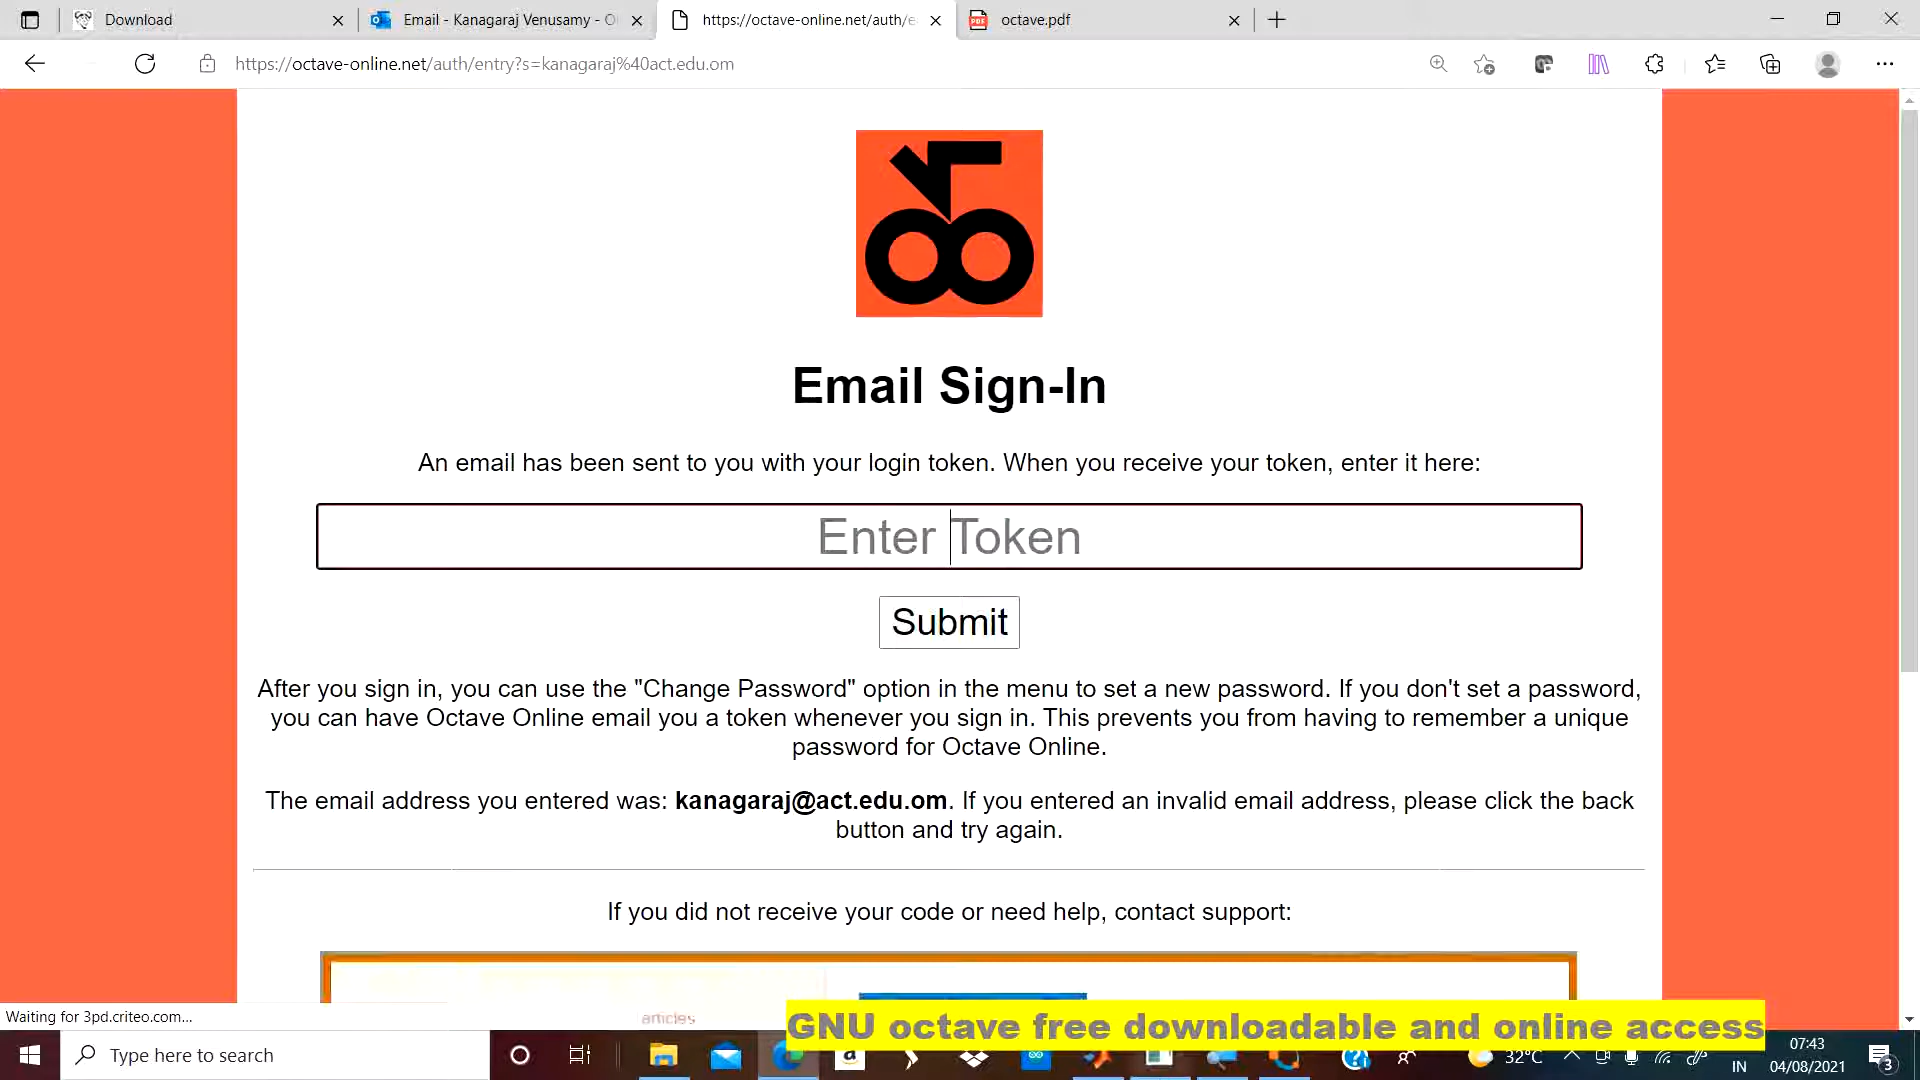 Download
Email - Kanagaraj Venusamy - O
https://octave-online.net/auth/e
octave.pdf
https://octave-online.net/auth/entry?s=kanagaraj%40act.edu.om
Email Sign-In
An email has been sent to you with your login token. When you receive your token, enter it here:
Enter Token
Submit
After you sign in, you can use the "Change Password" option in the menu to set a new password. If you don't set a password,
you can have Octave Online email you a token whenever you sign in. This prevents you from having to remember a unique
password for Octave Online.
The email address you entered was: kanagaraj@act.edu.om. If you entered an invalid email address, please click the back
button and try again.
If you did not receive your code or need help, contact support:
articles
Waiting for 3pd.criteo.com...
GNU octave free downloadable and online access
Type here to search
32°C
IN
07:43
04/08/2021
3